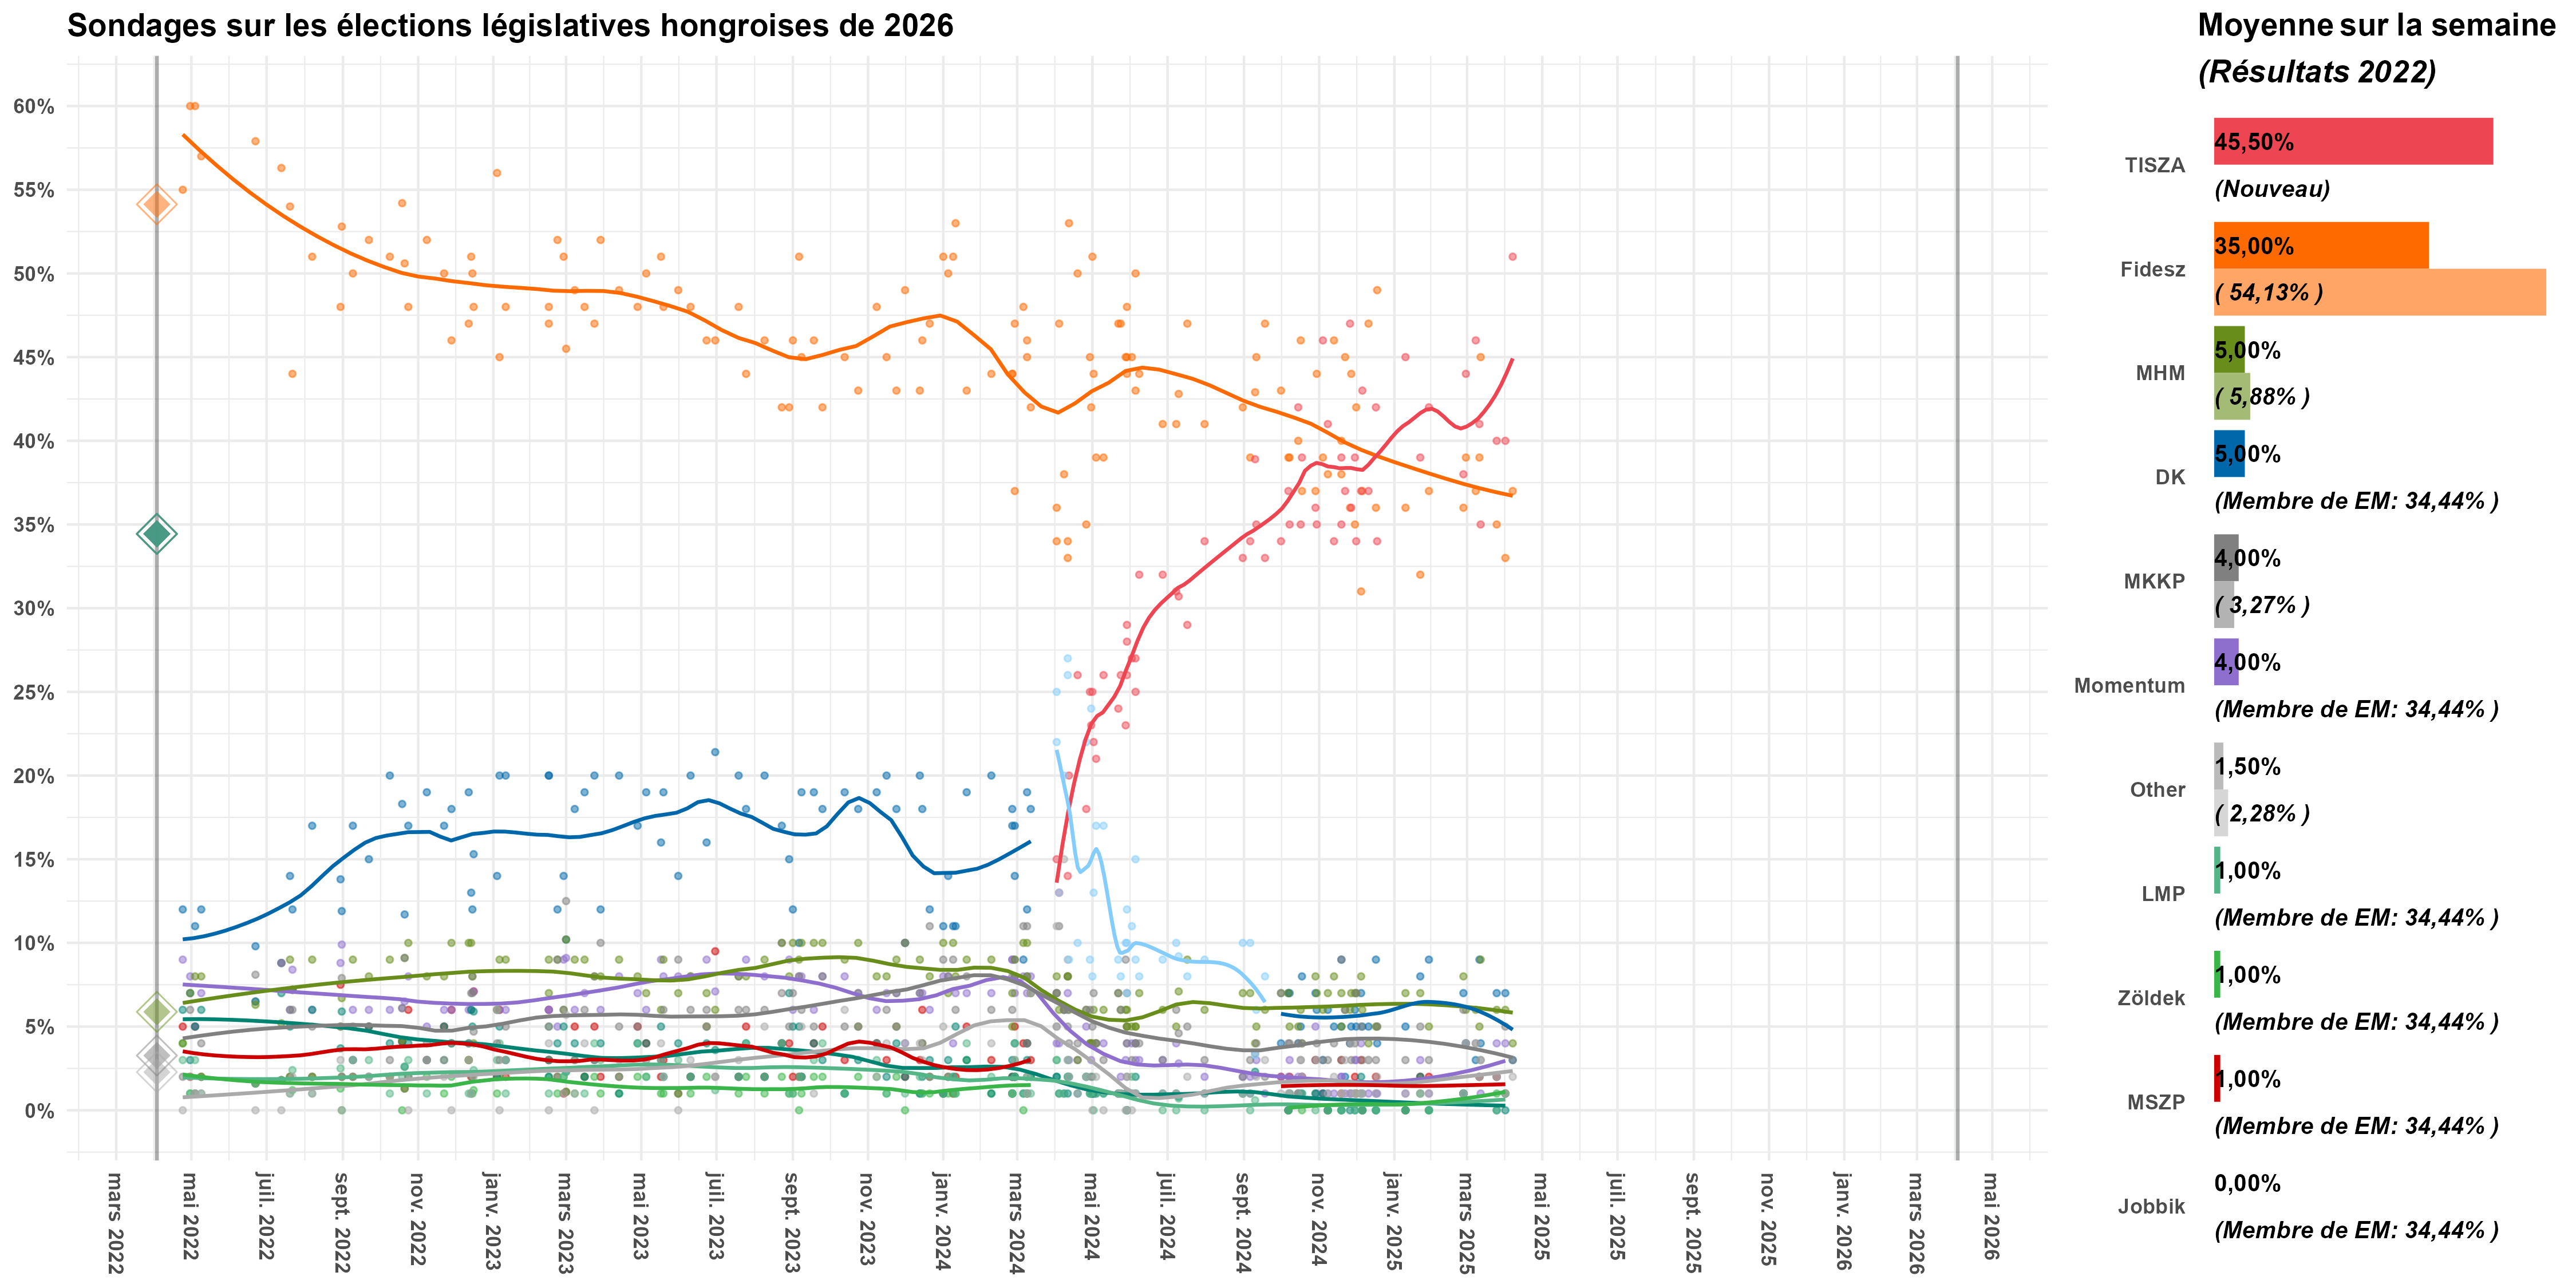 Sondages sur les élections législatives hongroises de 2026
60%
55%
50%
45%
40%
35%
30%
25%
20%
15%
10%
5%
0%
mars 2022
mai 2022
juil. 2022
sept. 2022
nov. 2022
janv. 2023
mars 2023
mai 2023
juil. 2023
sept. 2023
nov. 2023
janv. 2024
mars 2024
mai 2024
juil. 2024
sept. 2024
nov. 2024
janv. 2025
mars 2025
mai 2025
juil. 2025
sept. 2025
nov. 2025
janv. 2026
mars 2026
mai 2026
Moyenne sur la semaine
(Résultats 2022)
TISZA
45,50%
(Nouveau)
Fidesz
35,00%
( 54,13% )
MHM
5,00%
( 5,88% )
DK
5,00%
(Membre de EM: 34,44% )
MKKP
4,00%
( 3,27% )
Momentum
4,00%
(Membre de EM: 34,44% )
Other
1,50%
( 2,28% )
LMP
1,00%
(Membre de EM: 34,44% )
Zöldek
1,00%
(Membre de EM: 34,44% )
MSZP
1,00%
(Membre de EM: 34,44% )
Jobbik
0,00%
(Membre de EM: 34,44% )